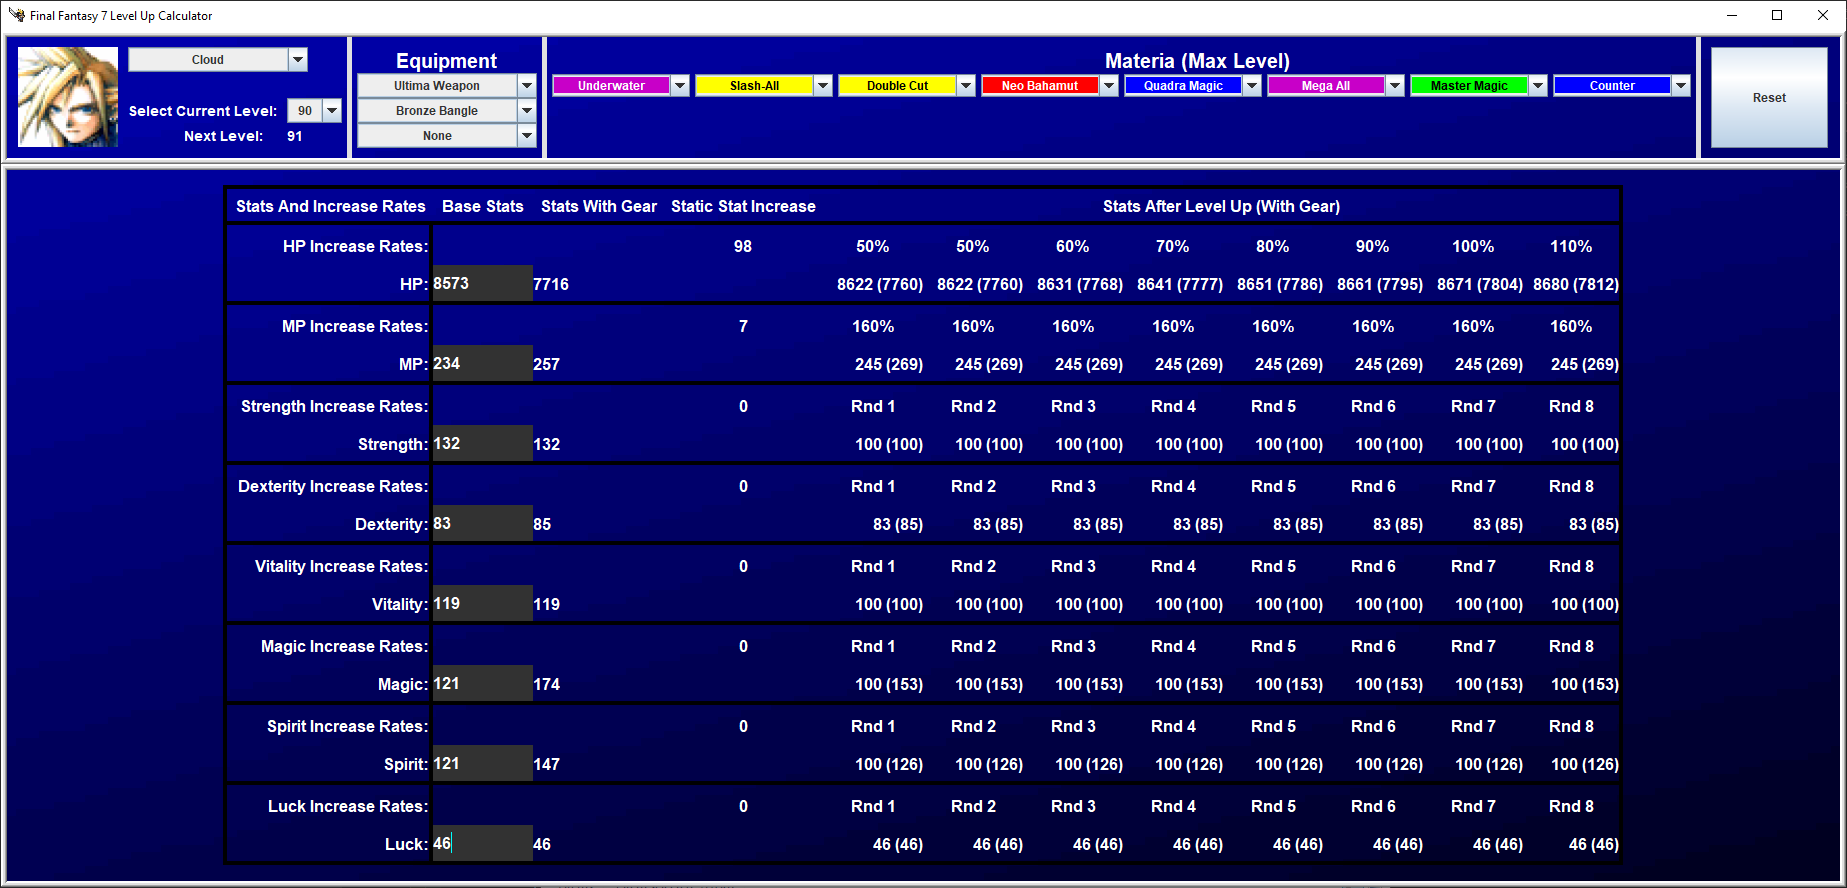 Final Fantasy 7 Level Up Calculator
Cloud
Select Current Level: 90
Next Level: 91
Equipment
Ultima Weapon
Bronze Bangle
None
Materia (Max Level)
Underwater Slash-All Double Cut Neo Bahamut Quadra Magic Mega All Master Magic Counter
Reset
Stats And Increase Rates Base Stats Stats With Gear Static Stat Increase Stats After Level Up (With Gear)
HP Increase Rates: 98 50% 50% 60% 70% 80% 90% 100% 110%
HP: 8573 7716 8622 (7760) 8622 (7760) 8631 (7768) 8641 (7777) 8651 (7786) 8661 (7795) 8671 (7804) 8680 (7812)
MP Increase Rates: 7 160% 160% 160% 160% 160% 160% 160% 160%
MP: 234 257 245 (269) 245 (269) 245 (269) 245 (269) 245 (269) 245 (269) 245 (269) 245 (269)
Strength Increase Rates: 0 Rnd 1 Rnd 2 Rnd 3 Rnd 4 Rnd 5 Rnd 6 Rnd 7 Rnd 8
Strength: 132 132 100 (100) 100 (100) 100 (100) 100 (100) 100 (100) 100 (100) 100 (100) 100 (100)
Dexterity Increase Rates: 0 Rnd 1 Rnd 2 Rnd 3 Rnd 4 Rnd 5 Rnd 6 Rnd 7 Rnd 8
Dexterity: 83 85 83 (85) 83 (85) 83 (85) 83 (85) 83 (85) 83 (85) 83 (85) 83 (85)
Vitality Increase Rates: 0 Rnd 1 Rnd 2 Rnd 3 Rnd 4 Rnd 5 Rnd 6 Rnd 7 Rnd 8
Vitality: 119 119 100 (100) 100 (100) 100 (100) 100 (100) 100 (100) 100 (100) 100 (100) 100 (100)
Magic Increase Rates: 0 Rnd 1 Rnd 2 Rnd 3 Rnd 4 Rnd 5 Rnd 6 Rnd 7 Rnd 8
Magic: 121 174 100 (153) 100 (153) 100 (153) 100 (153) 100 (153) 100 (153) 100 (153) 100 (153)
Spirit Increase Rates: 0 Rnd 1 Rnd 2 Rnd 3 Rnd 4 Rnd 5 Rnd 6 Rnd 7 Rnd 8
Spirit: 121 147 100 (126) 100 (126) 100 (126) 100 (126) 100 (126) 100 (126) 100 (126) 100 (126)
Luck Increase Rates: 0 Rnd 1 Rnd 2 Rnd 3 Rnd 4 Rnd 5 Rnd 6 Rnd 7 Rnd 8
Luck: 46 46 46 (46) 46 (46) 46 (46) 46 (46) 46 (46) 46 (46) 46 (46) 46 (46)